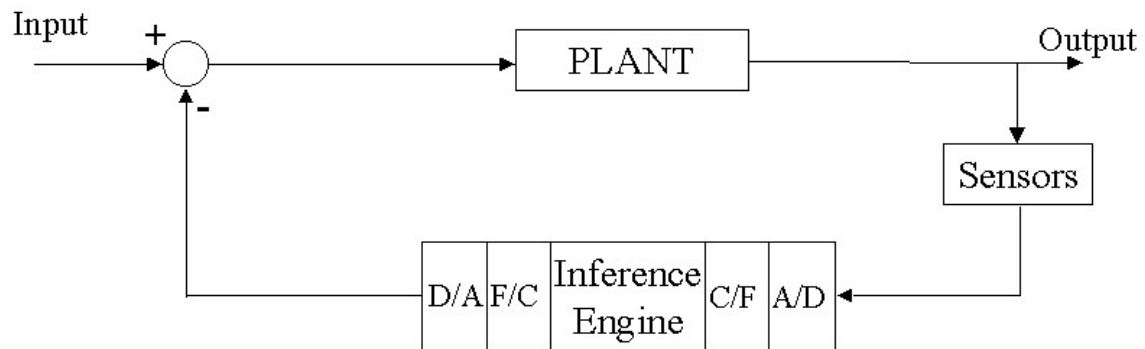 Input
+
PLANT
Output
-
Sensors
D/A
F/C
Inference
Engine
C/F
A/D